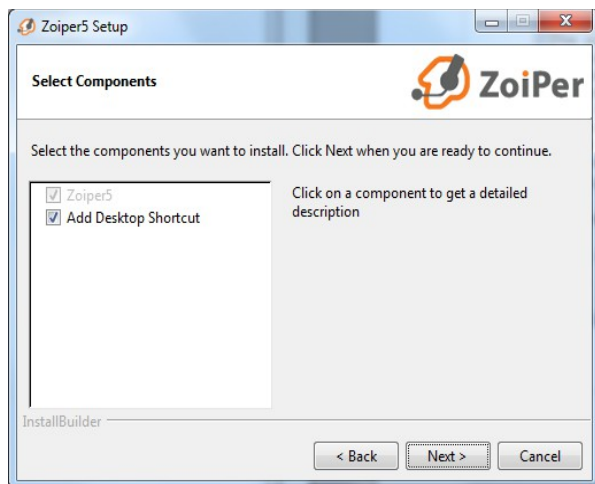 Zoiper5 Setup
Select Components
ZoiPer
Select the components you want to install. Click Next when you are ready to continue.
Zoiper5
Add Desktop Shortcut
Click on a component to get a detailed
description
InstallBuilder
< Back
Next >
Cancel